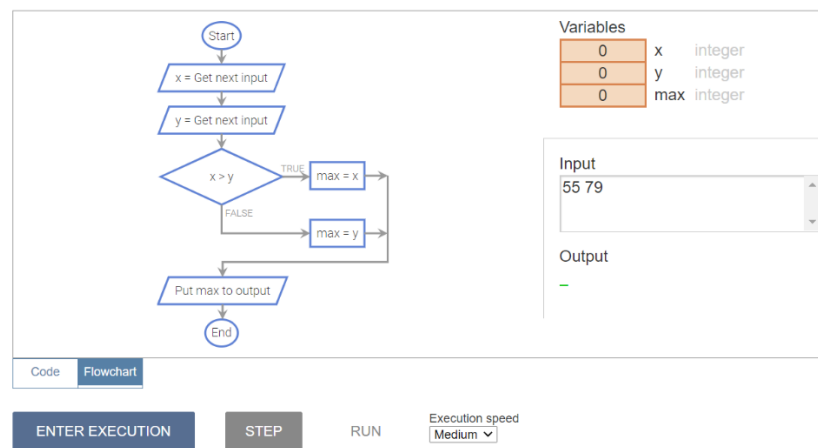 Start
x = Get next input
y = Get next input
x > y
TRUE
max = x
FALSE
max = y
Put max to output
End
Variables
0 x integer
0 y integer
0 max integer
Input
55 79
Output
Code Flowchart
ENTER EXECUTION STEP RUN
Execution speed
Medium